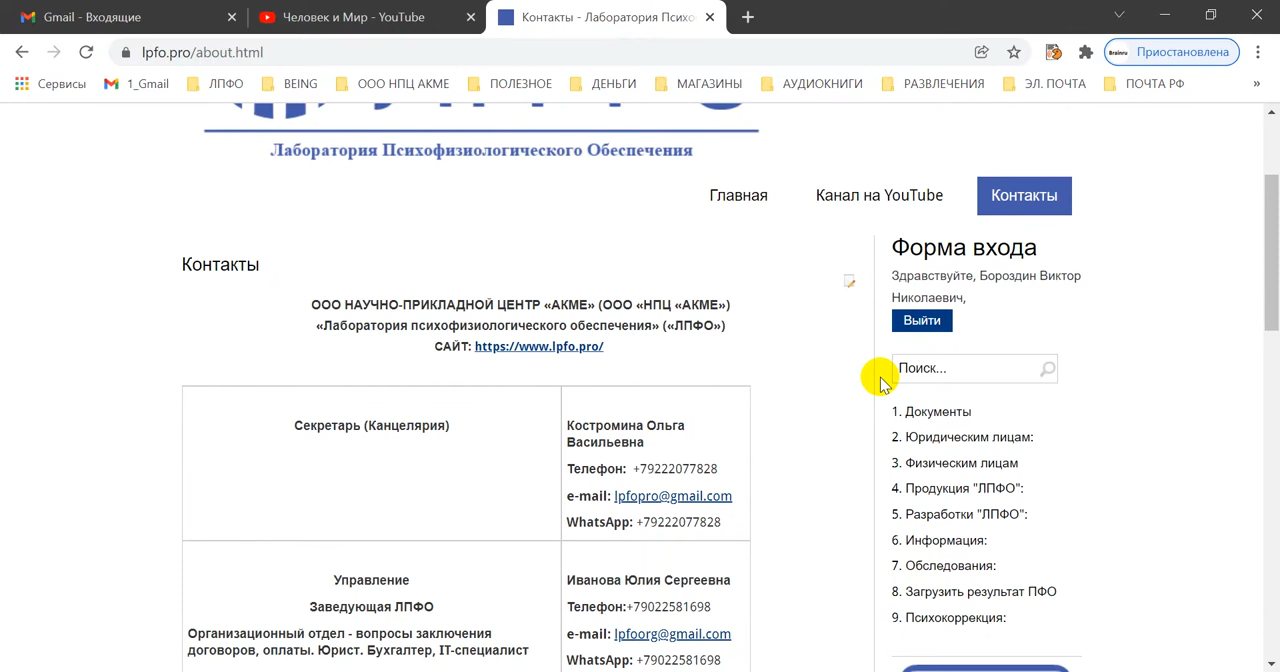 Gmail - Входящие
Человек и Мир - YouTube
Контакты - Лаборатория Психо
lpfo.pro/about.html
Brainru Приостановлена
Сервисы 1_Gmail ЛПФО BEING ООО НПЦ АКМЕ ПОЛЕЗНОЕ ДЕНЬГИ МАГАЗИНЫ АУДИОКНИГИ РАЗВЛЕЧЕНИЯ ЭЛ. ПОЧТА ПОЧТА РФ »
Лаборатория Психофизиологического Обеспечения
Главная Канал на YouTube Контакты
Контакты
ООО НАУЧНО-ПРИКЛАДНОЙ ЦЕНТР «АКМЕ» (ООО «НПЦ «АКМЕ»)
«Лаборатория психофизиологического обеспечения» («ЛПФО»)
САЙТ: https://www.lpfo.pro/
Секретарь (Канцелярия)
Костромина Ольга
Васильевна
Телефон: +79222077828
e-mail: lpfopro@gmail.com
WhatsApp: +79222077828
Управление
Заведующая ЛПФО
Организационный отдел - вопросы заключения
договоров, оплаты. Юрист. Бухгалтер, IT-специалист
Иванова Юлия Сергеевна
Телефон:+79022581698
e-mail: lpfoorg@gmail.com
WhatsApp: +79022581698
Форма входа
Здравствуйте, Бороздин Виктор
Николаевич,
Выйти
Поиск...
1. Документы
2. Юридическим лицам:
3. Физическим лицам
4. Продукция "ЛПФО":
5. Разработки "ЛПФО":
6. Информация:
7. Обследования:
8. Загрузить результат ПФО
9. Психокоррекция: